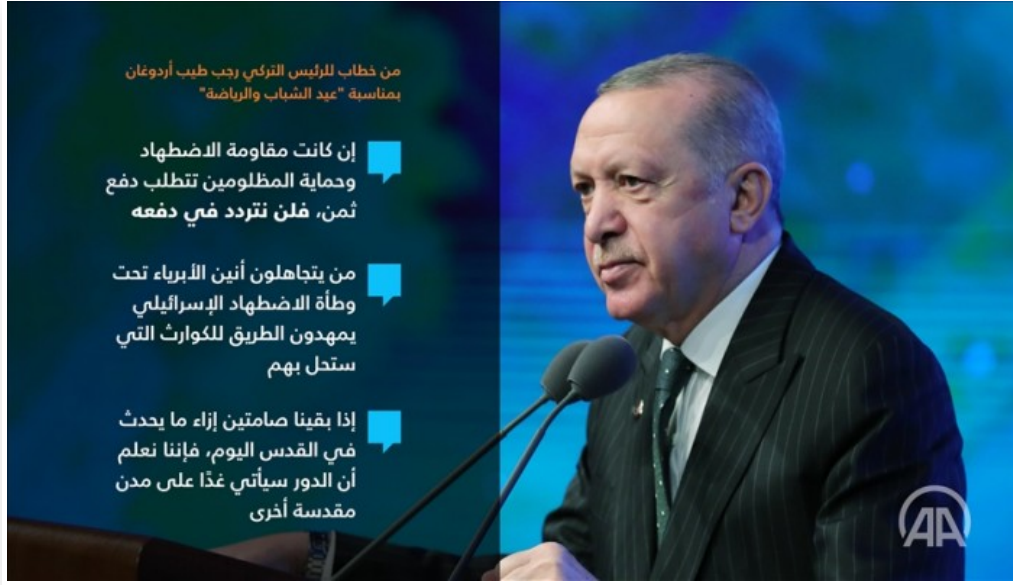 من خطاب للرئيس التركي رجب طيب أردوغان
بمناسبة "عيد الشباب والرياضة"
إن كانت مقاومة الاضطهاد
وحماية المظلومين تتطلب دفع
ثمن، فلن نتردد في دفعه
من يتجاهلون أنين الأبرياء تحت
وطأة الاضطهاد الإسرائيلي
يمهدون الطريق للكوارث التي
ستحل بهم
إذا بقينا صامتين إزاء ما يحدث
في القدس اليوم، فإننا نعلم
أن الدور سيأتي غدًا على مدن
مقدسة أخرى
AA